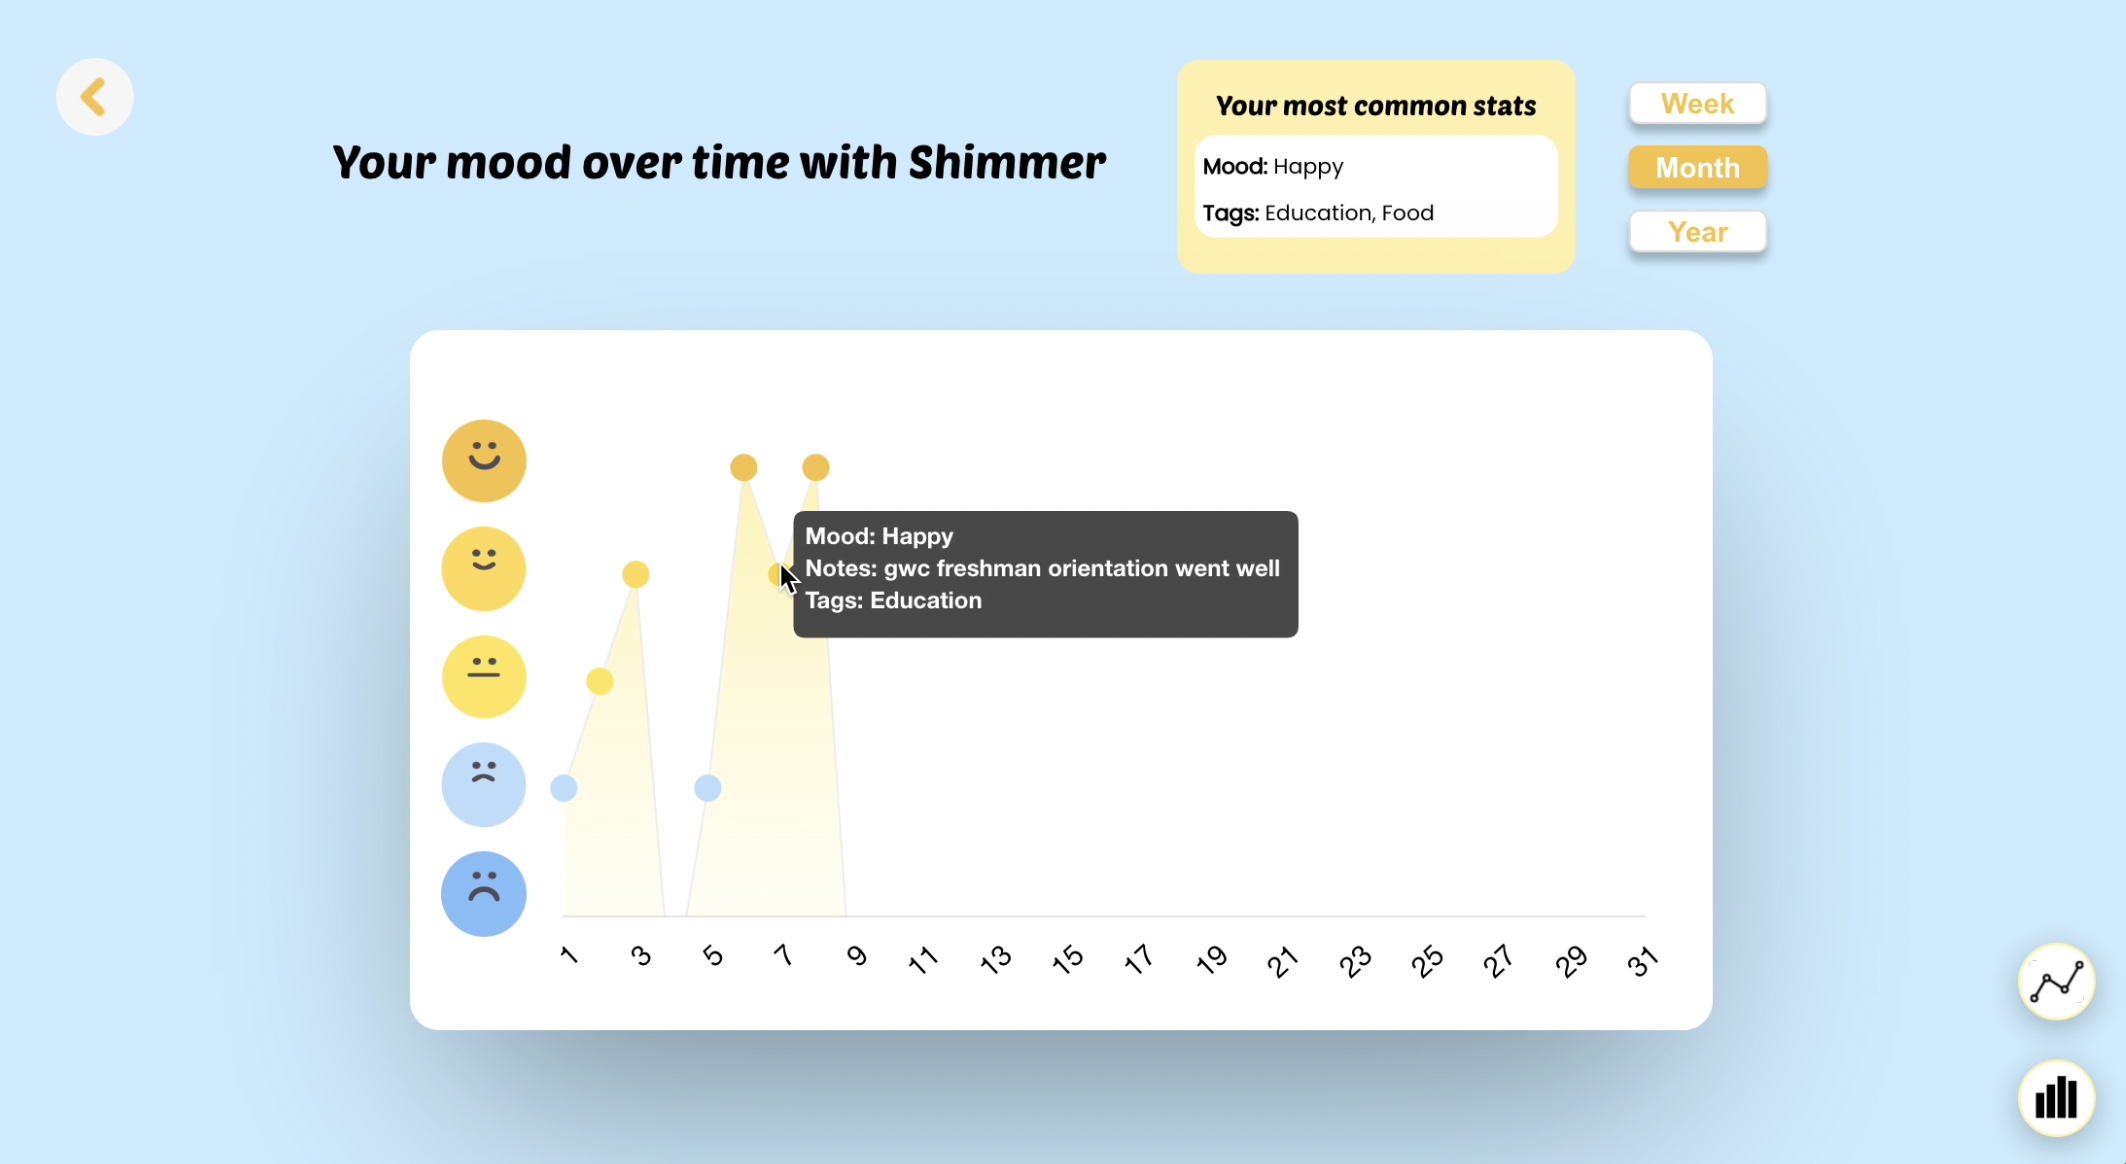 Your mood over time with Shimmer
Your most common stats
Mood: Happy
Tags: Education, Food
Week
Month
Year
Mood: Happy
Notes: gwc freshman orientation went well
Tags: Education
1 3 5 7 9 11 13 15 17 19 21 23 25 27 29 31